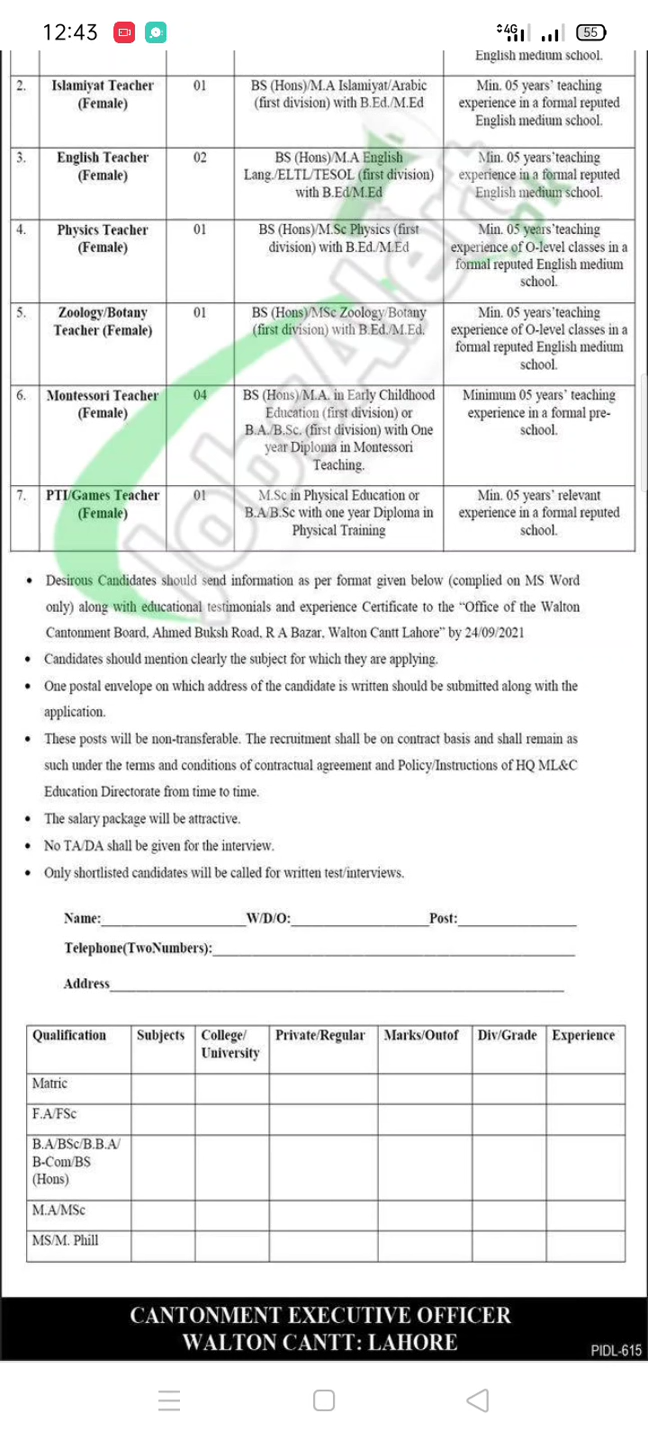 12:43 4G 55
English medium school.
2. Islamiyat Teacher 01 BS (Hons)/M.A Islamiyat/Arabic Min. 05 years' teaching
(Female) (first division) with B.Ed./M.Ed experience in a formal reputed
English medium school.
3. English Teacher 02 BS (Hons)/M.A English Min. 05 years'teaching
(Female) Lang./ELTL/TESOL (first division) experience in a formal reputed
with B.Ed/M.Ed English medium school.
4. Physics Teacher 01 BS (Hons)/M.Sc Physics (first Min. 05 years'teaching
(Female) division) with B.Ed./M.Ed experience of O-level classes in a
formal reputed English medium
school.
5. Zoology/Botany 01 BS (Hons)/MSc Zoology/Botany Min. 05 years'teaching
Teacher (Female) (first division) with B.Ed./M.Ed. experience of O-level classes in a
formal reputed English medium
school.
6. Montessori Teacher 04 BS (Hons)/M.A. in Early Childhood Minimum 05 years' teaching
(Female) Education (first division) or experience in a formal pre-
B.A./B.Sc. (first division) with One school.
year Diploma in Montessori
Teaching.
7. PTI/Games Teacher 01 M.Sc in Physical Education or Min. 05 years' relevant
(Female) B.A/B.Sc with one year Diploma in experience in a formal reputed
Physical Training school.
JobzAlert.pk
• Desirous Candidates should send information as per format given below (complied on MS Word
only) along with educational testimonials and experience Certificate to the "Office of the Walton
Cantonment Board, Ahmed Buksh Road, R A Bazar, Walton Cantt Lahore" by 24/09/2021
• Candidates should mention clearly the subject for which they are applying.
• One postal envelope on which address of the candidate is written should be submitted along with the
application.
• These posts will be non-transferable. The recruitment shall be on contract basis and shall remain as
such under the terms and conditions of contractual agreement and Policy/Instructions of HQ ML&C
Education Directorate from time to time.
• The salary package will be attractive.
• No TA/DA shall be given for the interview.
• Only shortlisted candidates will be called for written test/interviews.
Name:____________________W/D/O:____________________Post:________________
Telephone(TwoNumbers):__________________________________________________
Address______________________________________________________________
Qualification Subjects College/ Private/Regular Marks/Outof Div/Grade Experience
University
Matric
F.A/FSc
B.A/BSc/B.B.A/
B-Com/BS
(Hons)
M.A/MSc
MS/M. Phill
CANTONMENT EXECUTIVE OFFICER
WALTON CANTT: LAHORE
PIDL-615